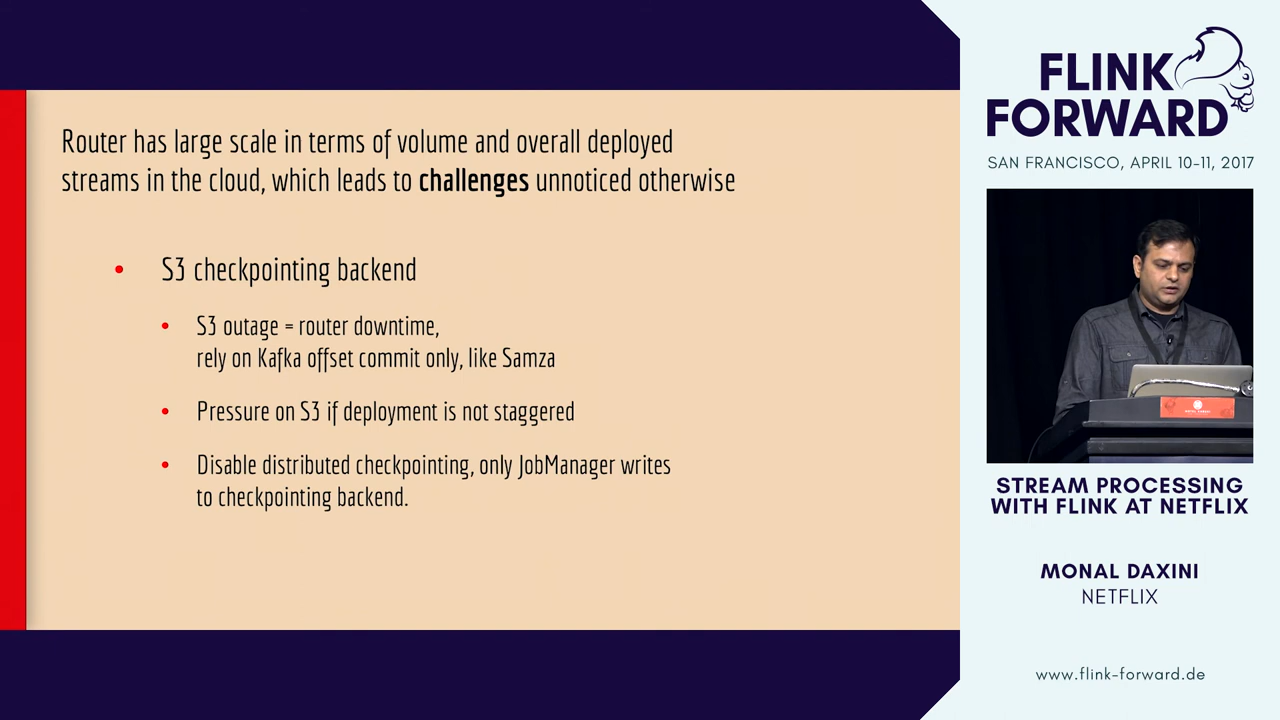 Router has large scale in terms of volume and overall deployed
streams in the cloud, which leads to challenges unnoticed otherwise
• S3 checkpointing backend
• S3 outage = router downtime,
rely on Kafka offset commit only, like Samza
• Pressure on S3 if deployment is not staggered
• Disable distributed checkpointing, only JobManager writes
to checkpointing backend.
FLINK
FORWARD
SAN FRANCISCO, APRIL 10-11, 2017
STREAM PROCESSING
WITH FLINK AT NETFLIX
MONAL DAXINI
NETFLIX
www.flink-forward.de